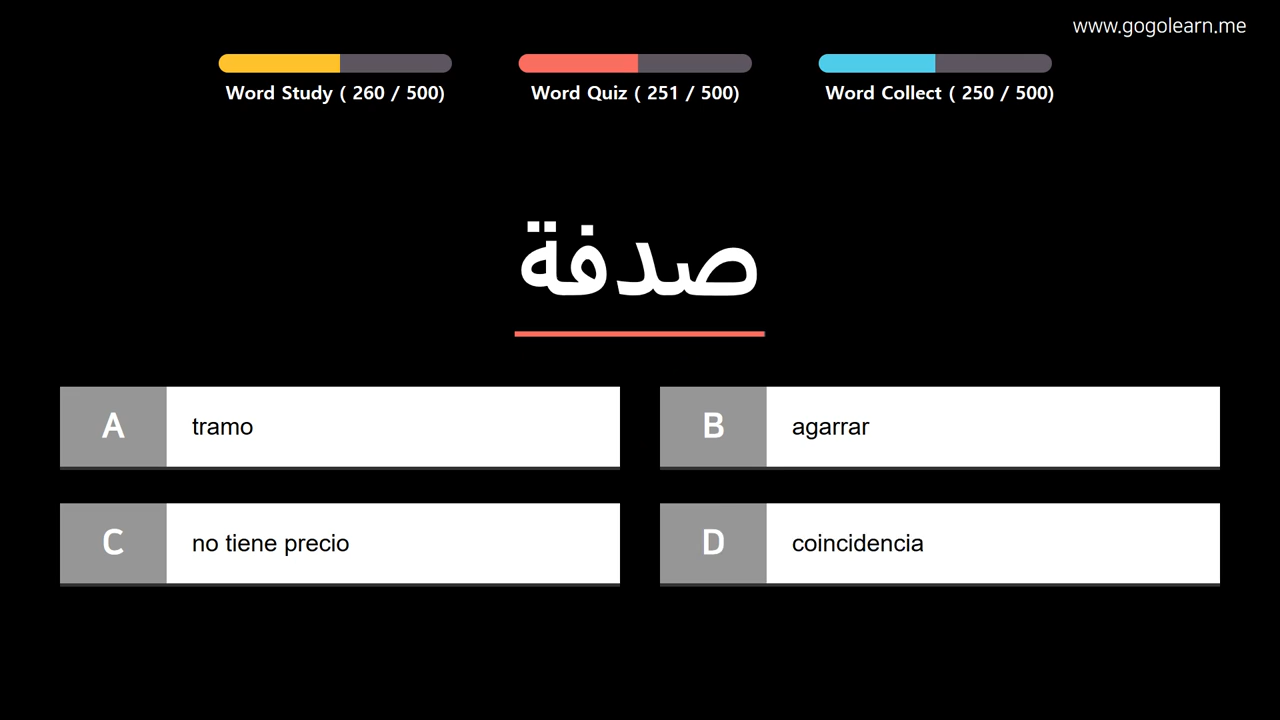 www.gogolearn.me
Word Study ( 260 / 500)
Word Quiz ( 251 / 500)
Word Collect ( 250 / 500)
صدفة
A tramo
B agarrar
C no tiene precio
D coincidencia